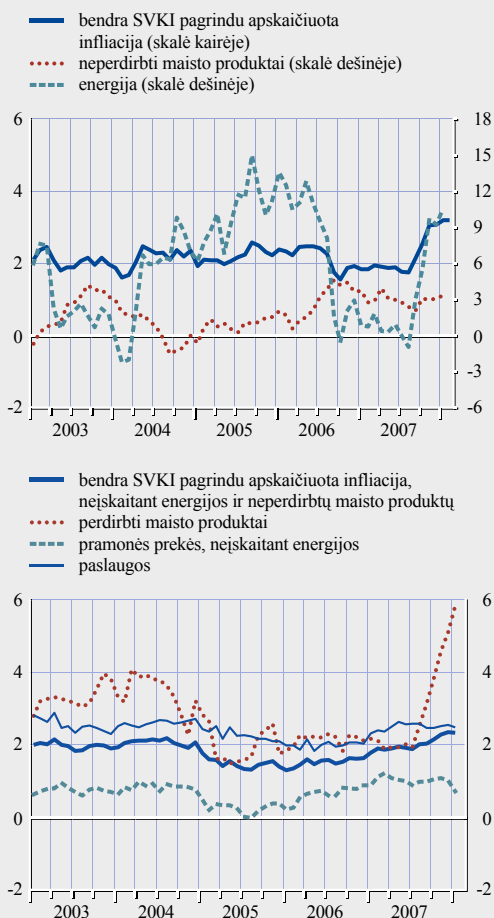 bendra SVKI pagrindu apskaičiuota
infliacija (skalė kairėje)
neperdirbti maisto produktai (skalė dešinėje)
energija (skalė dešinėje)
6 18
15
4 12
9
2 6
3
0 0
-3
-2 -6
2003 2004 2005 2006 2007
bendra SVKI pagrindu apskaičiuota infliacija,
neįskaitant energijos ir neperdirbtų maisto produktų
perdirbti maisto produktai
pramonės prekės, neįskaitant energijos
paslaugos
6 6
4 4
2 2
0 0
-2 -2
2003 2004 2005 2006 2007